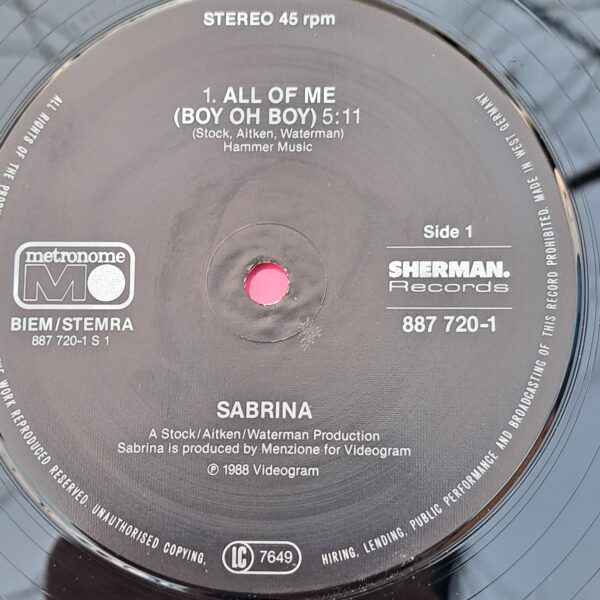 STEREO 45 rpm
1. ALL OF ME
(BOY OH BOY) 5:11
(Stock, Aitken, Waterman)
Hammer Music
metronome
M
BIEM/STEMRA
887 720-1 S 1
Side 1
SHERMAN.
Records
887 720-1
SABRINA
A Stock/Aitken/Waterman Production
Sabrina is produced by Menzione for Videogram
℗ 1988 Videogram
LC 7649
ALL RIGHTS OF THE
THE WORK REPRODUCED RESERVED. UNAUTHORISED COPYING,
HIRING, LENDING, PUBLIC PERFORMANCE AND BROADCASTING OF THIS RECORD PROHIBITED. MADE IN WEST GERMANY